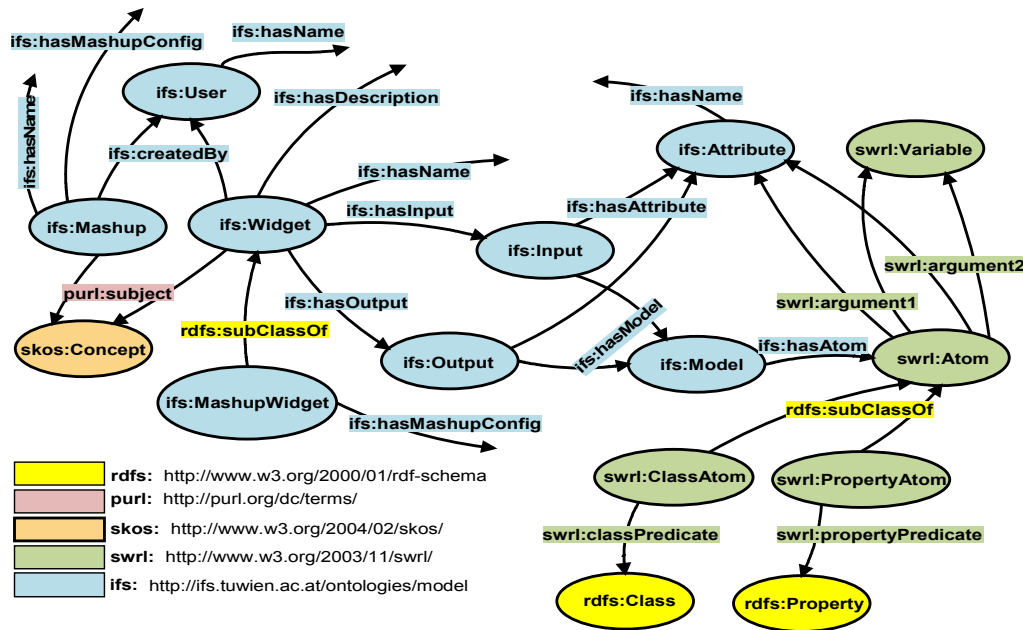 ifs:hasMashupConfig
ifs:hasName
ifs:User
ifs:hasName
ifs:hasDescription
ifs:createdBy
ifs:hasName
ifs:hasName
ifs:Attribute
swrl:Variable
ifs:Mashup
ifs:Widget
ifs:hasInput
ifs:hasAttribute
ifs:Input
purl:subject
ifs:hasOutput
rdfs:subClassOf
swrl:argument2
swrl:argument1
skos:Concept
ifs:Output
ifs:hasModel
ifs:Model
ifs:hasAtom
swrl:Atom
ifs:MashupWidget
ifs:hasMashupConfig
rdfs:subClassOf
swrl:ClassAtom
swrl:PropertyAtom
swrl:classPredicate
swrl:propertyPredicate
rdfs:Class
rdfs:Property
rdfs: http://www.w3.org/2000/01/rdf-schema
purl: http://purl.org/dc/terms/
skos: http://www.w3.org/2004/02/skos/
swrl: http://www.w3.org/2003/11/swrl/
ifs: http://ifs.tuwien.ac.at/ontologies/model